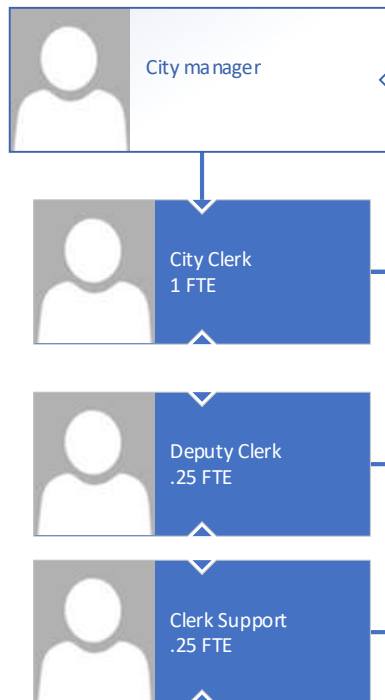 City manager
City Clerk
1 FTE
Deputy Clerk
.25 FTE
Clerk Support
.25 FTE